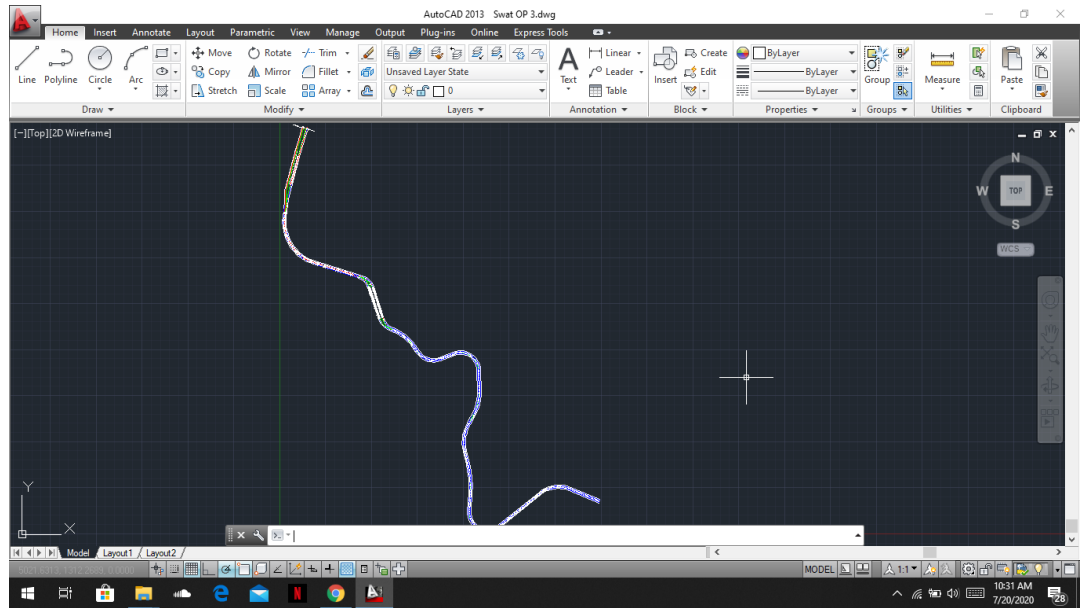 AutoCAD 2013 Swat OP 3.dwg
Home Insert Annotate Layout Parametric View Manage Output Plug-ins Online Express Tools
Line Polyline Circle Arc
Move Rotate Trim
Copy Mirror Fillet
Stretch Scale Array
Unsaved Layer State
0
Text
Linear
Leader
Table
Insert
Create
Edit
ByLayer
ByLayer
ByLayer
Group
Measure
Paste
Draw Modify Layers Annotation Block Properties Groups Utilities Clipboard
[−][Top][2D Wireframe]
N
W TOP E
S
WCS
Y
X
Model Layout1 Layout2
MODEL 1:1
10:31 AM
7/20/2020
28